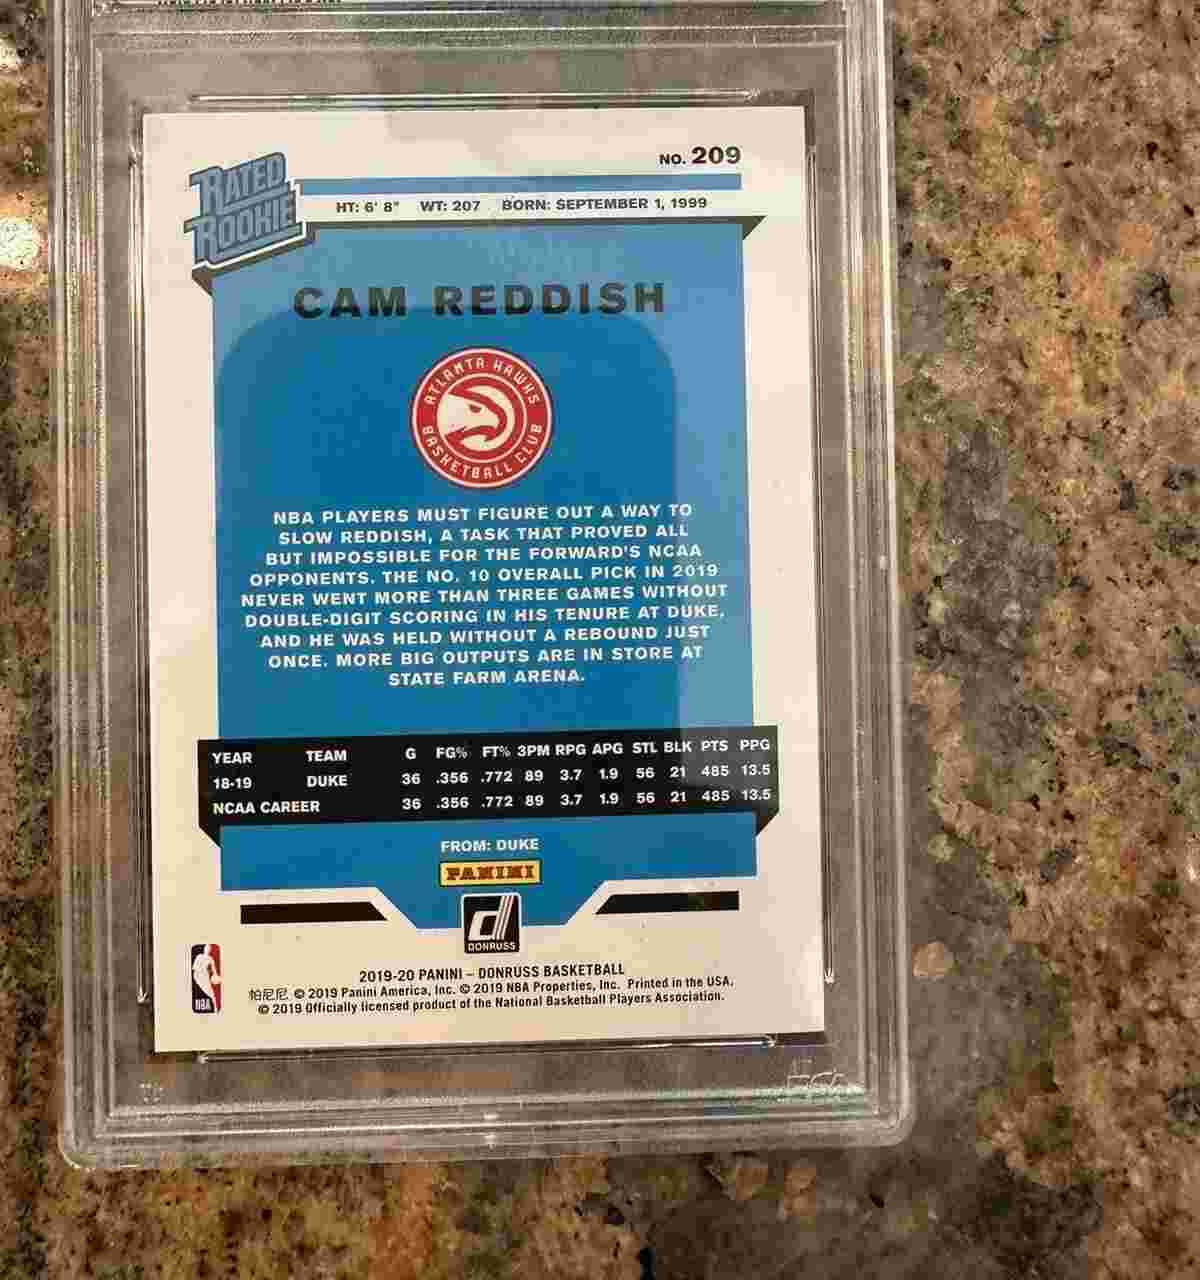 NO. 209
RATED
ROOKIE
HT: 6' 8" WT: 207 BORN: SEPTEMBER 1, 1999
CAM REDDISH
ATLANTA HAWKS
BASKETBALL CLUB
NBA PLAYERS MUST FIGURE OUT A WAY TO
SLOW REDDISH, A TASK THAT PROVED ALL
BUT IMPOSSIBLE FOR THE FORWARD'S NCAA
OPPONENTS. THE NO. 10 OVERALL PICK IN 2019
NEVER WENT MORE THAN THREE GAMES WITHOUT
DOUBLE-DIGIT SCORING IN HIS TENURE AT DUKE,
AND HE WAS HELD WITHOUT A REBOUND JUST
ONCE. MORE BIG OUTPUTS ARE IN STORE AT
STATE FARM ARENA.
YEAR TEAM G FG% FT% 3PM RPG APG STL BLK PTS PPG
18-19 DUKE 36 .356 .772 89 3.7 1.9 56 21 485 13.5
NCAA CAREER 36 .356 .772 89 3.7 1.9 56 21 485 13.5
FROM: DUKE
PANINI
d
DONRUSS
NBA
2019-20 PANINI – DONRUSS BASKETBALL
帕尼尼 © 2019 Panini America, Inc. © 2019 NBA Properties, Inc. Printed in the USA.
© 2019 Officially licensed product of the National Basketball Players Association.